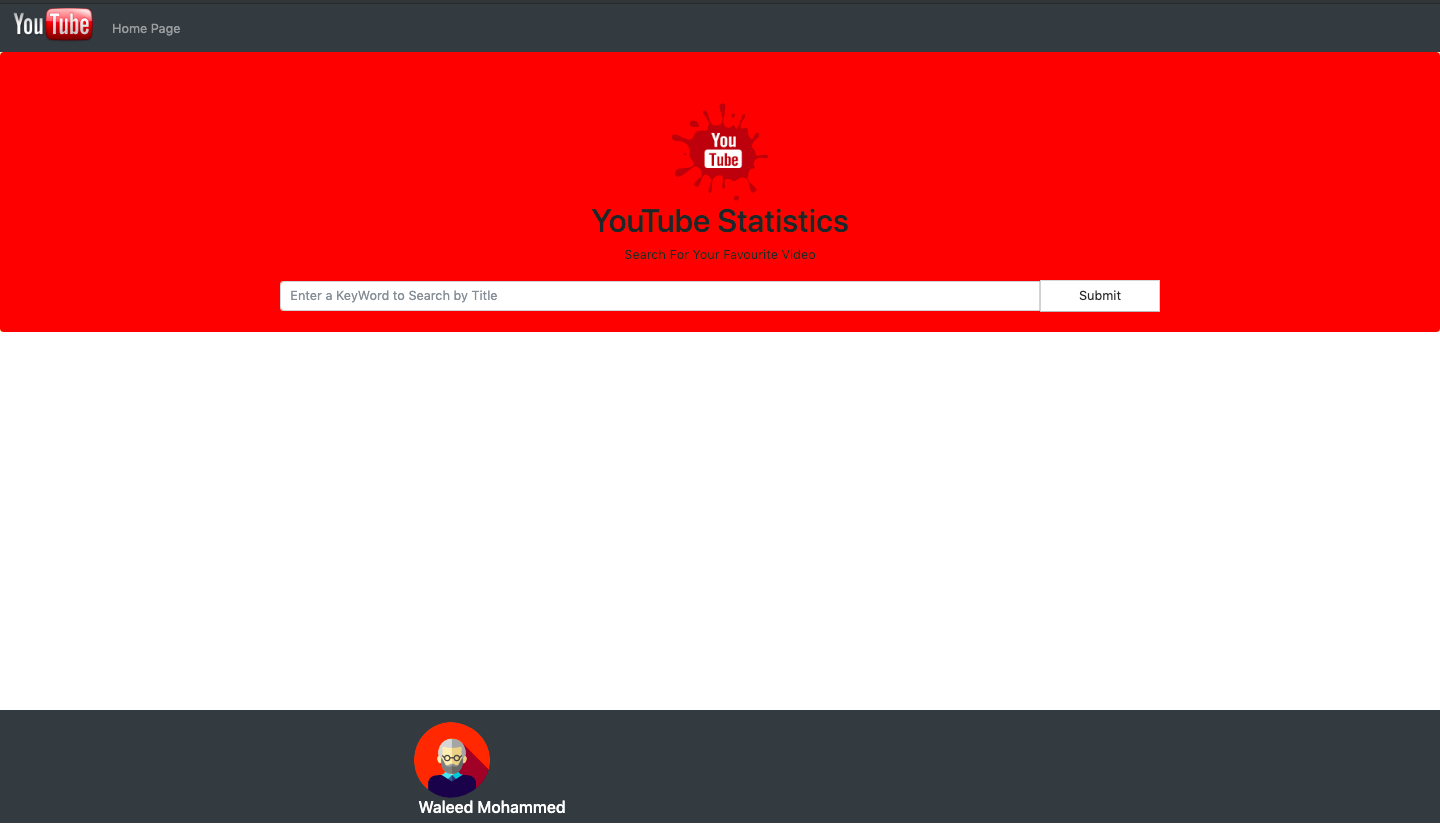 YouTube Home Page
You
Tube
YouTube Statistics
Search For Your Favourite Video
Enter a KeyWord to Search by Title Submit
Waleed Mohammed